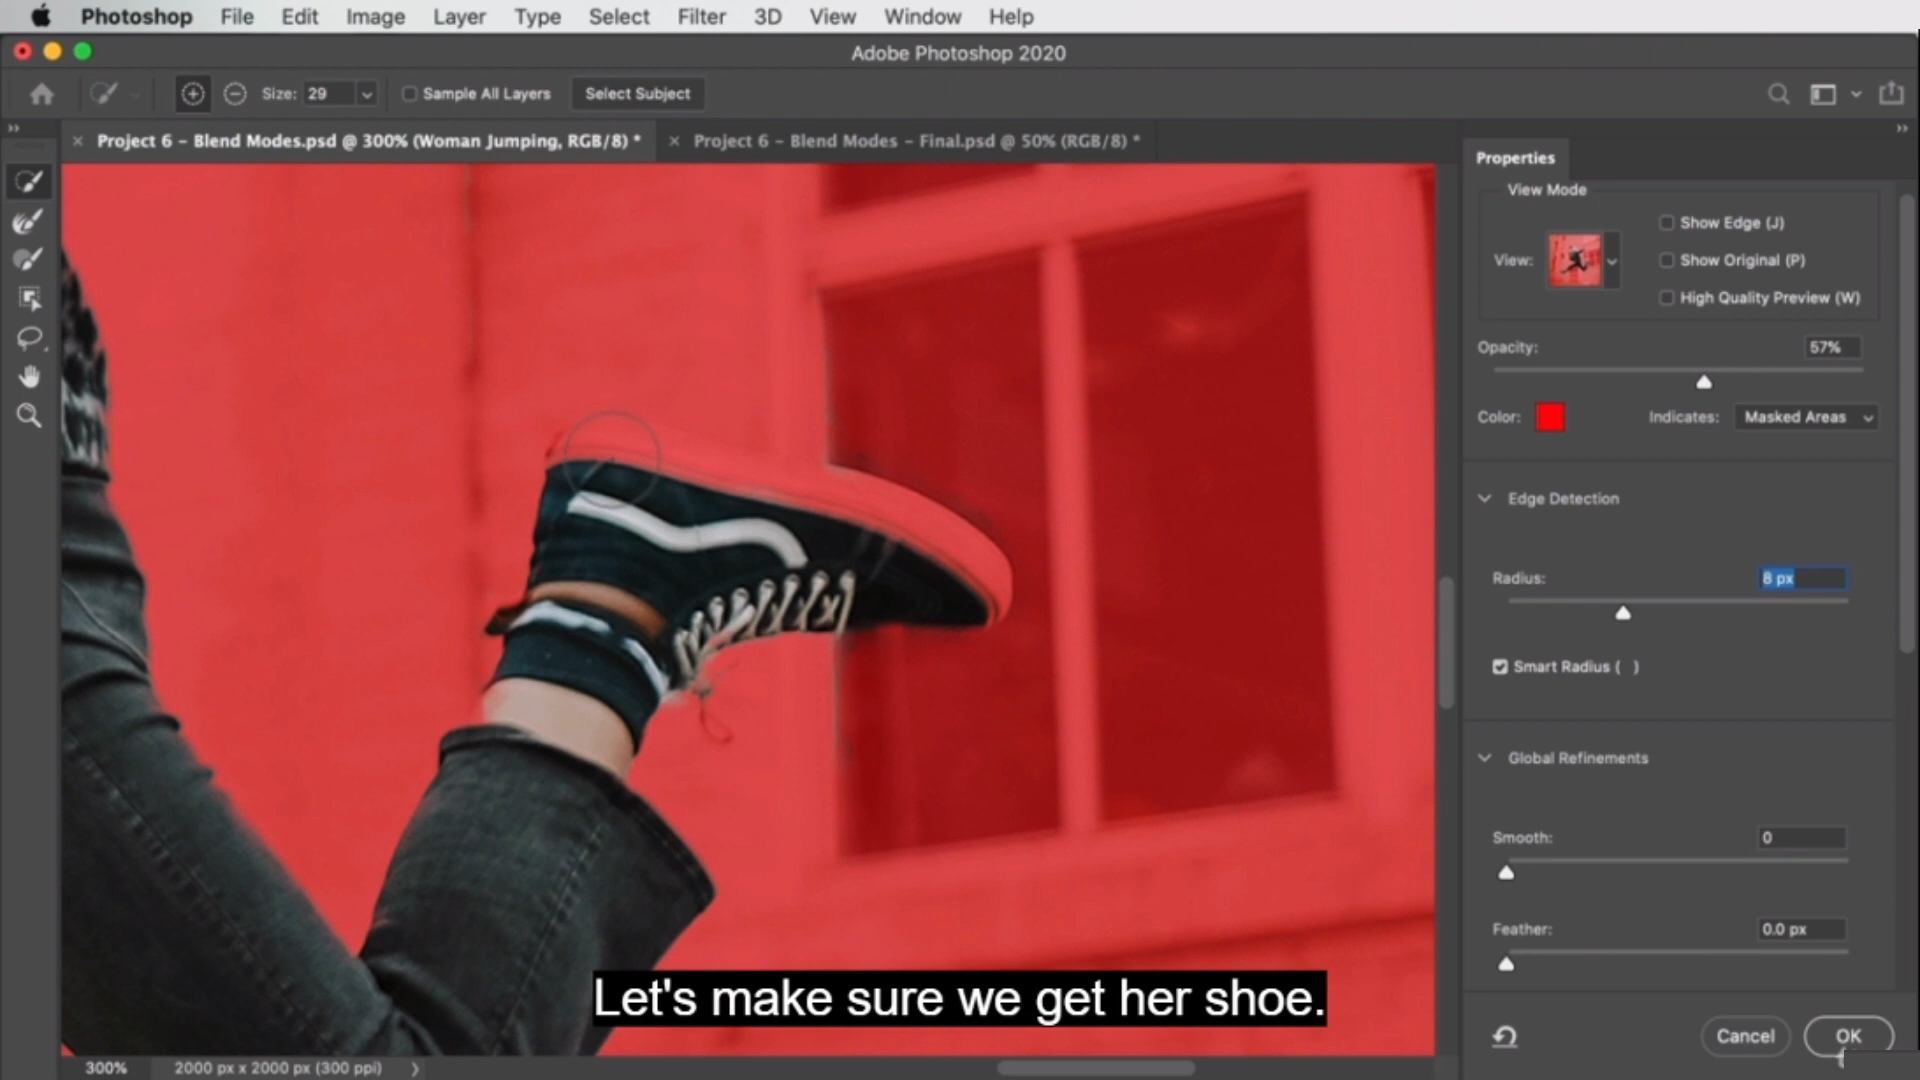 Photoshop File Edit Image Layer Type Select Filter 3D View Window Help
Adobe Photoshop 2020
Size: 29 Sample All Layers Select Subject
Project 6 - Blend Modes.psd @ 300% (Woman Jumping, RGB/8) * Project 6 - Blend Modes - Final.psd @ 50% (RGB/8) *
Properties
View Mode
Show Edge (J)
View: Show Original (P)
High Quality Preview (W)
Opacity: 57%
Color: Indicates: Masked Areas
Edge Detection
Radius: 8 px
Smart Radius ( )
Global Refinements
Smooth: 0
Feather: 0.0 px
Let's make sure we get her shoe.
Cancel OK
300% 2000 px x 2000 px (300 ppi)